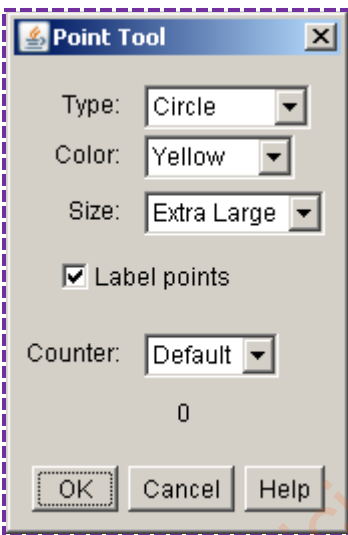 Point Tool
Type: Circle
Color: Yellow
Size: Extra Large
Label points
Counter: Default
0
OK Cancel Help